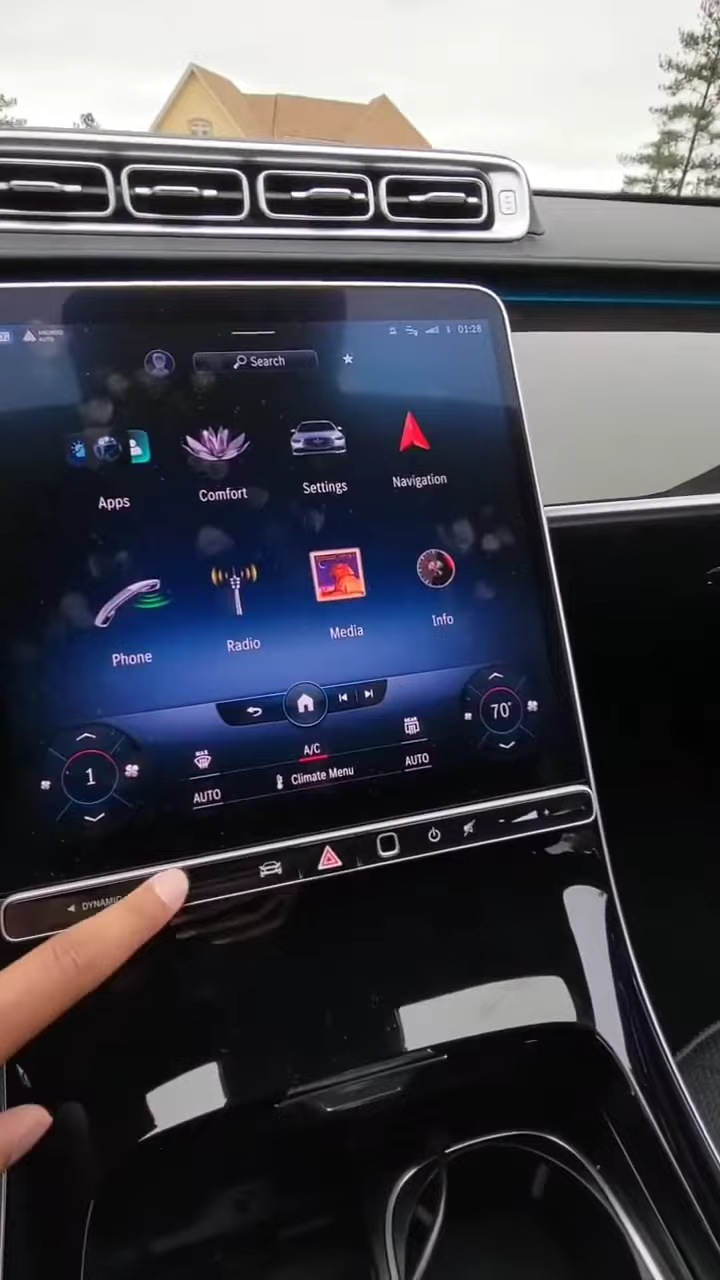 ANDROID
AUTO
01:28
Search
Apps
Comfort
Settings
Navigation
Phone
Radio
Media
Info
70°
1
MAX
REAR
A/C
AUTO
Climate Menu
AUTO
DYNAMIC
- +